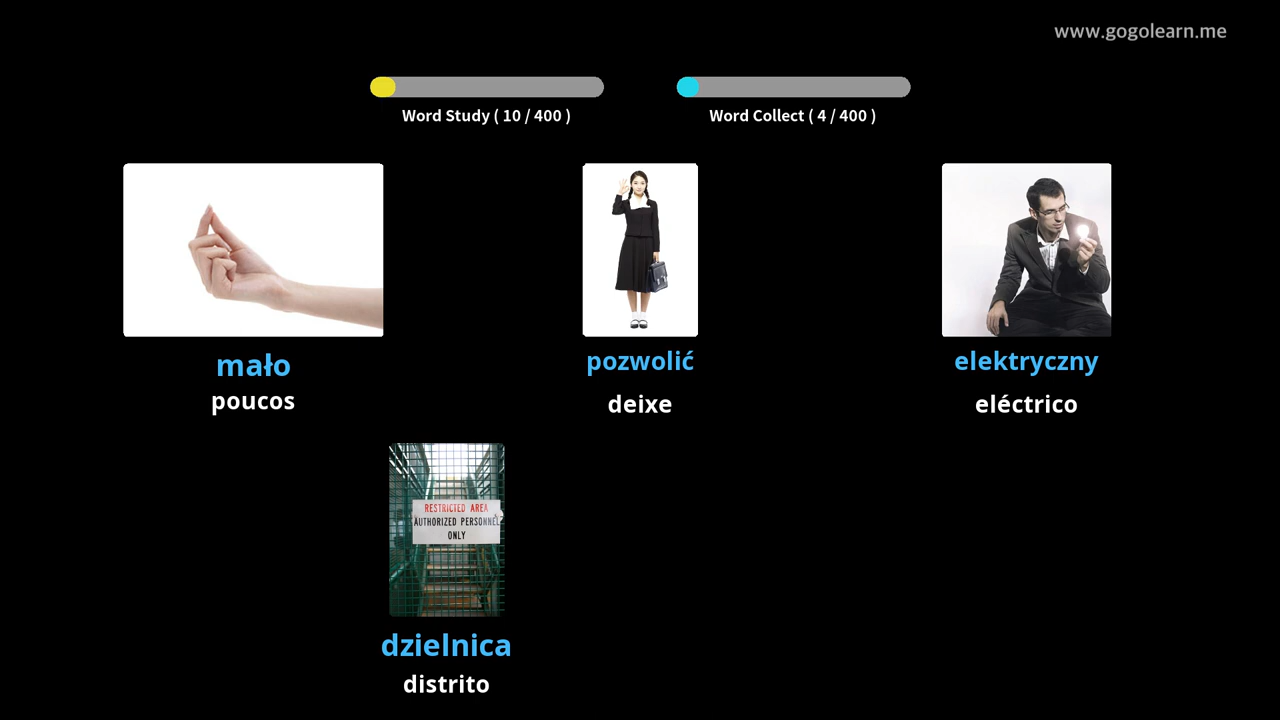 www.gogolearn.me
Word Study ( 10 / 400 )
Word Collect ( 4 / 400 )
mało
poucos
pozwolić
deixe
elektryczny
eléctrico
RESTRICTED AREA
AUTHORIZED PERSONNEL
ONLY
dzielnica
distrito